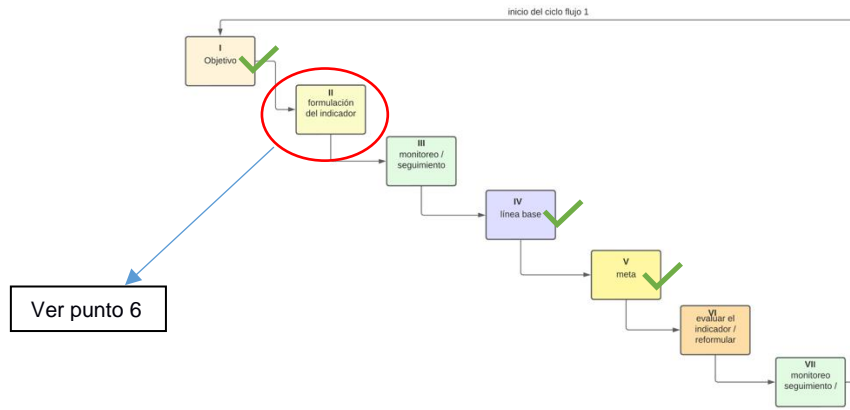 inicio del ciclo flujo 1
I
Objetivo
II
formulación
del indicador
III
monitoreo /
seguimiento
IV
línea base
V
meta
VI
evaluar el
indicador /
reformular
VII
monitoreo
seguimiento /
Ver punto 6